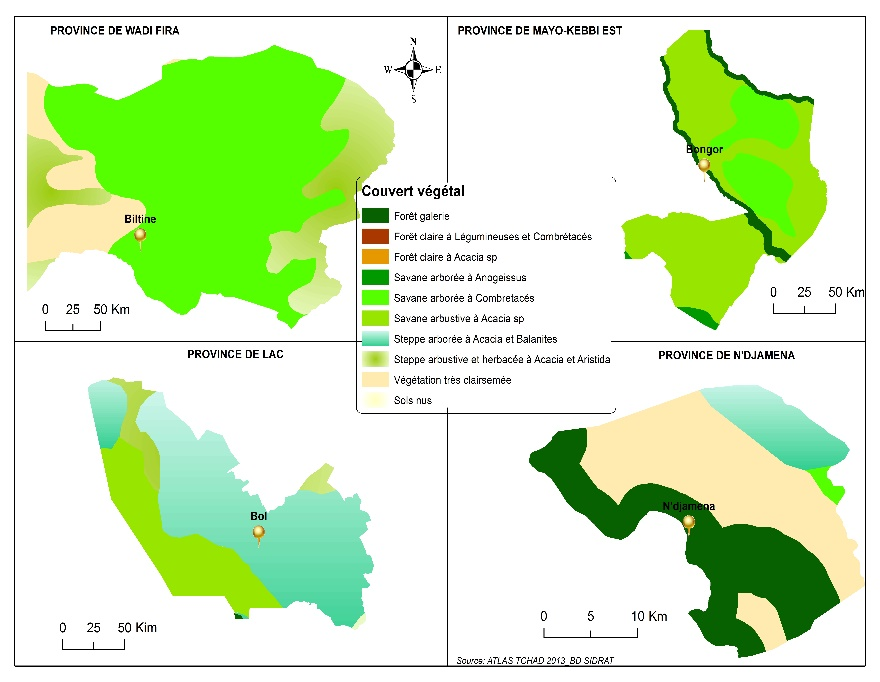 PROVINCE DE WADI FIRA
N
W E
S
Biltine
0 25 50 Km
PROVINCE DE MAYO-KEBBI EST
Bongor
0 25 50 KM
Couvert végétal
Forêt galerie
Forêt claire à Légumineuses et Combrétacés
Forêt claire à Acacia sp
Savane arborée à Anogeissus
Savane arborée à Combretacés
Savane arbustive à Acacia sp
Steppe arborée à Acacia et Balanites
Steppe arbustive et herbacée à Acacia et Aristida
Végétation très clairsemée
Sols nus
PROVINCE DE LAC
Bol
0 25 50 Kim
PROVINCE DE N'DJAMENA
N'djamena
0 5 10 Km
Source: ATLAS TCHAD 2013_BD SIDRAT